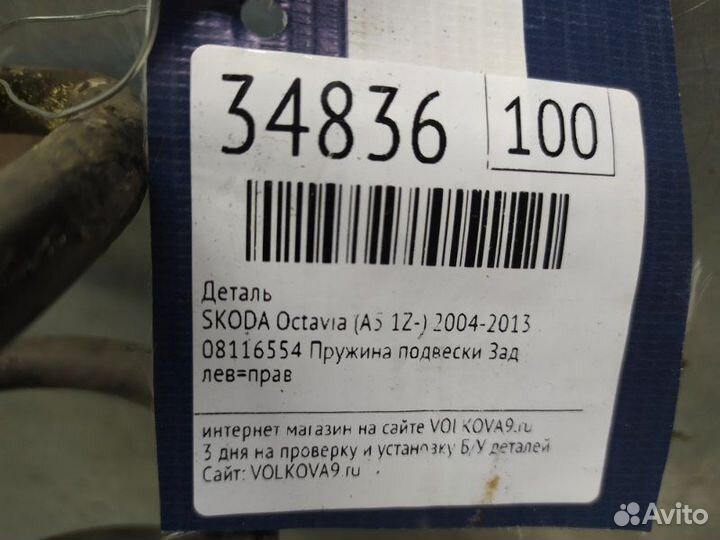 34836 100
Деталь
SKODA Octavia (A5 1Z-) 2004-2013
08116554 Пружина подвески Зад
лев=прав
интернет магазин на сайте VOLKOVA9.ru
3 дня на проверку и установку Б/У деталей
Сайт: VOLKOVA9.ru
Avito